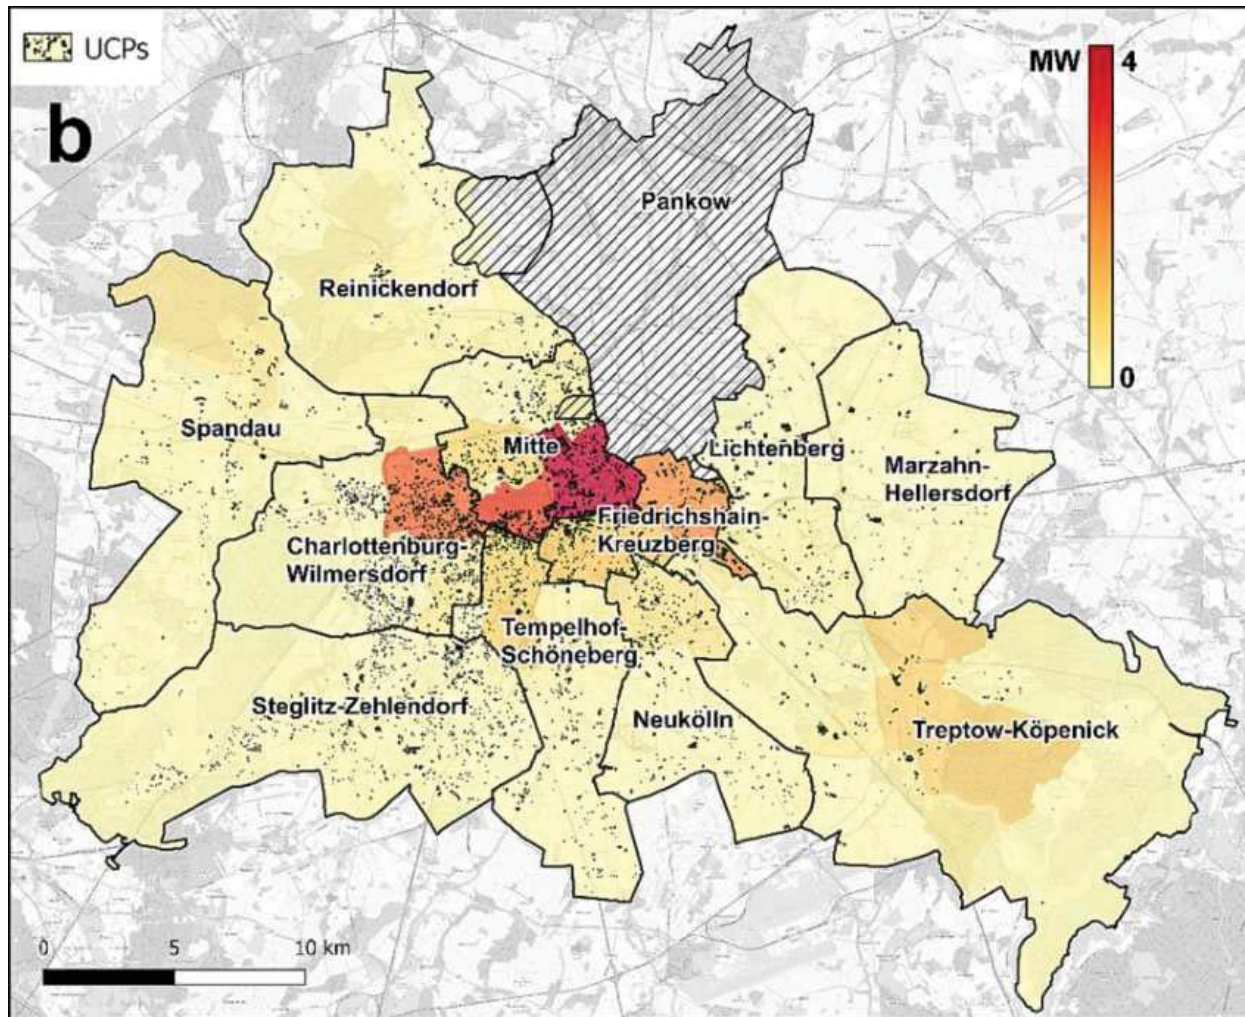 UCPs
b
MW 4
0
Pankow
Reinickendorf
Spandau
Mitte
Lichtenberg
Marzahn-
Hellersdorf
Friedrichshain-
Kreuzberg
Charlottenburg-
Wilmersdorf
Tempelhof-
Schöneberg
Steglitz-Zehlendorf
Neukölln
Treptow-Köpenick
0 5 10 km